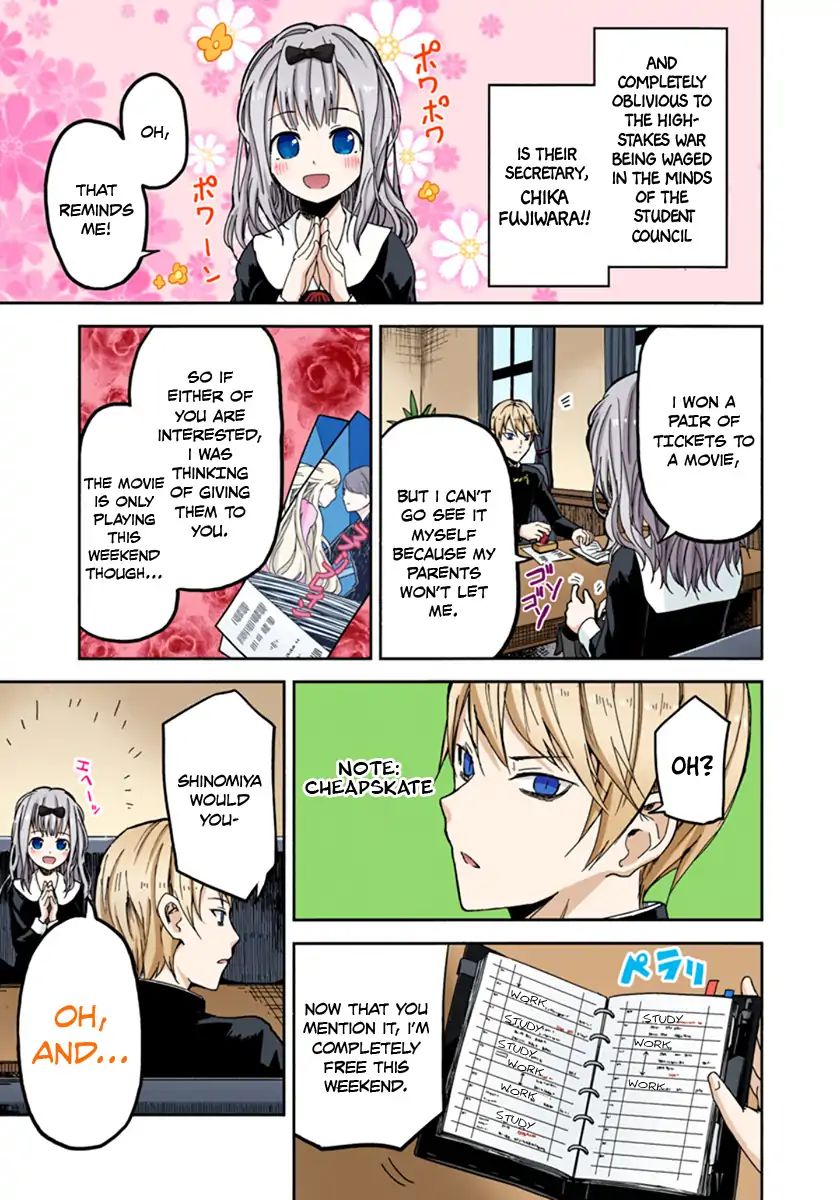 AND
COMPLETELY
OBLIVIOUS TO
THE HIGH-
STAKES WAR
BEING WAGED
IN THE MINDS
OF THE
STUDENT
COUNCIL
IS THEIR
SECRETARY,
CHIKA
FUJIWARA!!
ポワポワ
ポワーン
OH,
THAT
REMINDS
ME!
I WON A
PAIR OF
TICKETS TO
A MOVIE,
BUT I CAN'T
GO SEE IT
MYSELF
BECAUSE MY
PARENTS
WON'T LET
ME.
ゴソ
ゴソ
SO IF
EITHER OF
YOU ARE
INTERESTED,
I WAS
THINKING
OF GIVING
THEM TO
YOU.
THE MOVIE
IS ONLY
PLAYING
THIS
WEEKEND
THOUGH...
OH?
NOTE:
CHEAPSKATE
ペラリ
WORK
STUDY
STUDY
WORK
WORK
STUDY
STUDY
WORK
WORK
NOW THAT YOU
MENTION IT, I'M
COMPLETELY
FREE THIS
WEEKEND.
SHINOMIYA
WOULD
YOU-
エヘーッ
OH,
AND...